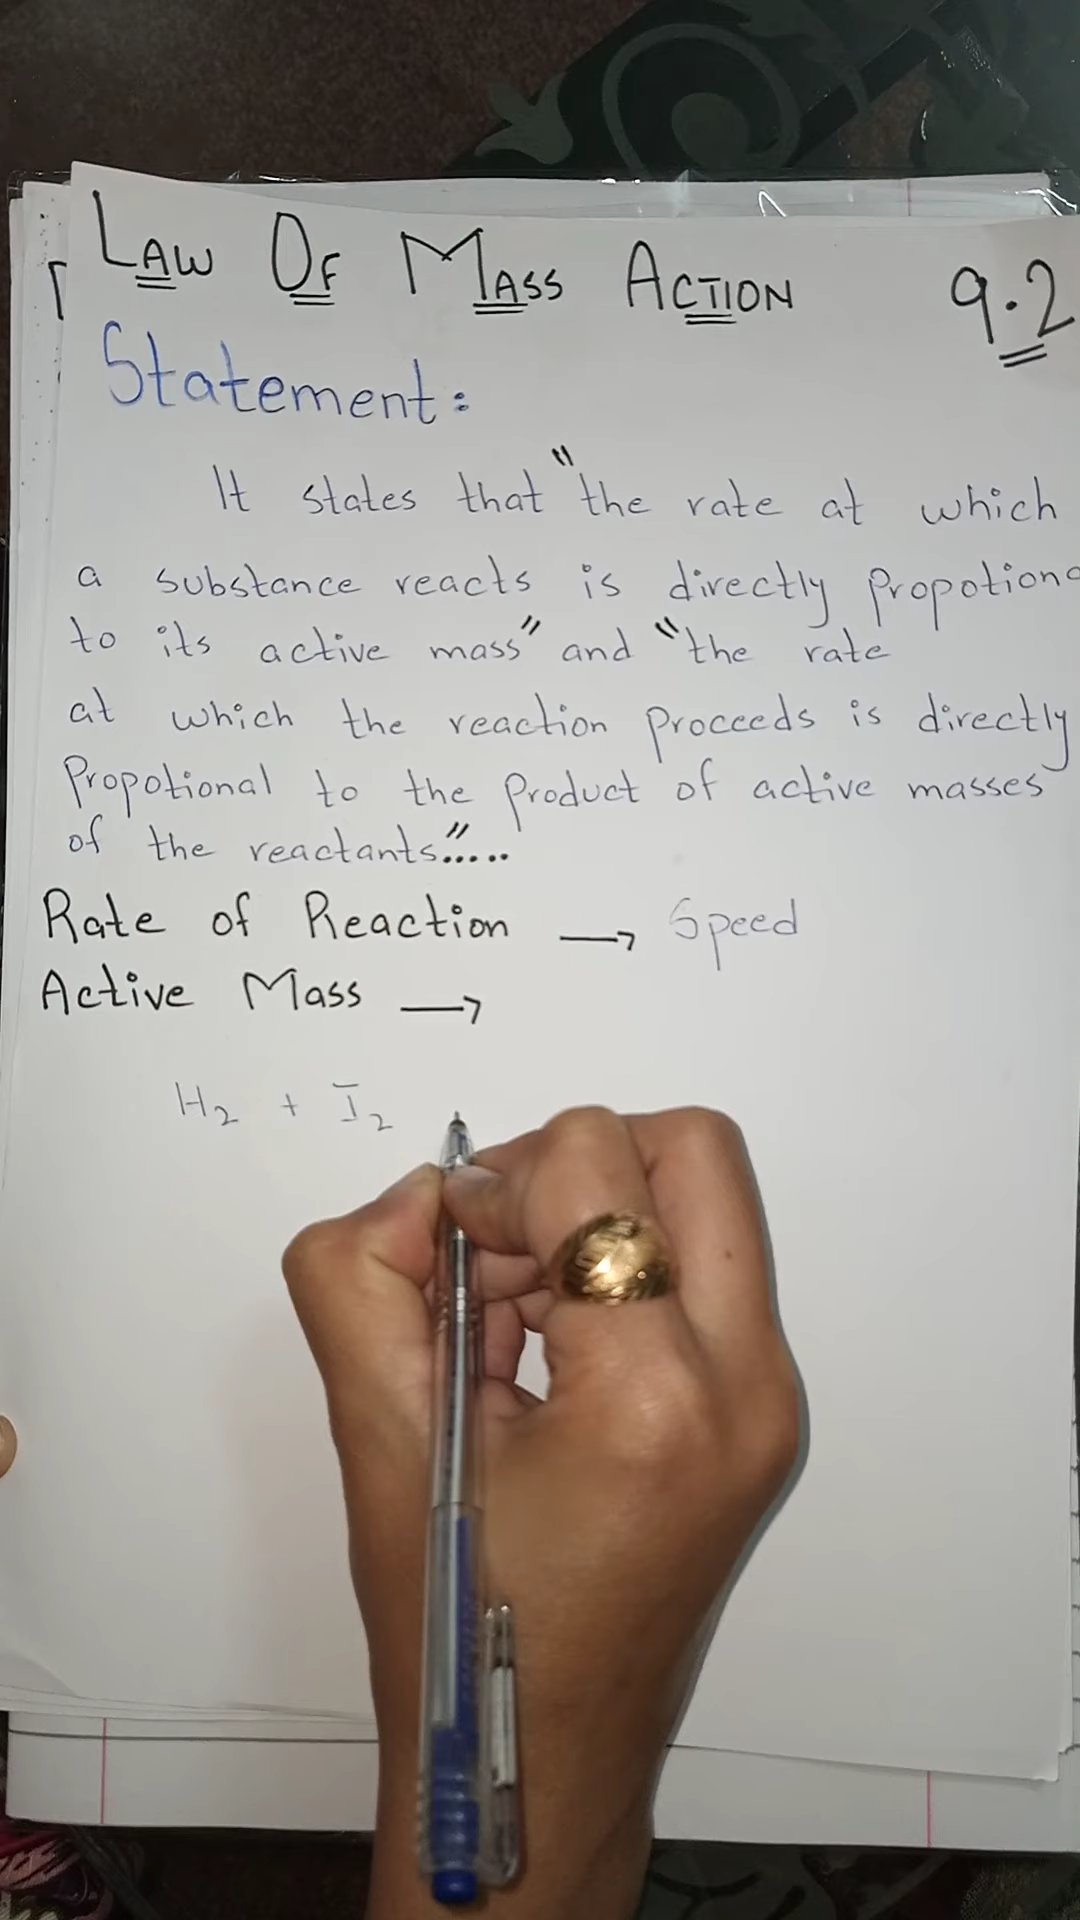 LAW OF MASS ACTION 9.2
Statement:
It states that "the rate at which
a substance reacts is directly Propotiona
to its active mass" and "the rate
at which the reaction Proceeds is directly
Propotional to the Product of active masses
of the reactants".....
Rate of Reaction → Speed
Active Mass →
H₂ + I₂